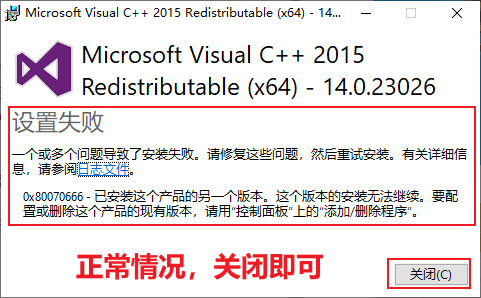 Microsoft Visual C++ 2015 Redistributable (x64) - 14.0...
Microsoft Visual C++ 2015
Redistributable (x64) - 14.0.23026
设置失败
一个或多个问题导致了安装失败。请修复这些问题，然后重试安装。有关详细信
息，请参阅日志文件。
0x80070666 - 已安装这个产品的另一个版本。这个版本的安装无法继续。要配
置或删除这个产品的现有版本，请用“控制面板”上的“添加/删除程序”。
正常情况，关闭即可
关闭(C)